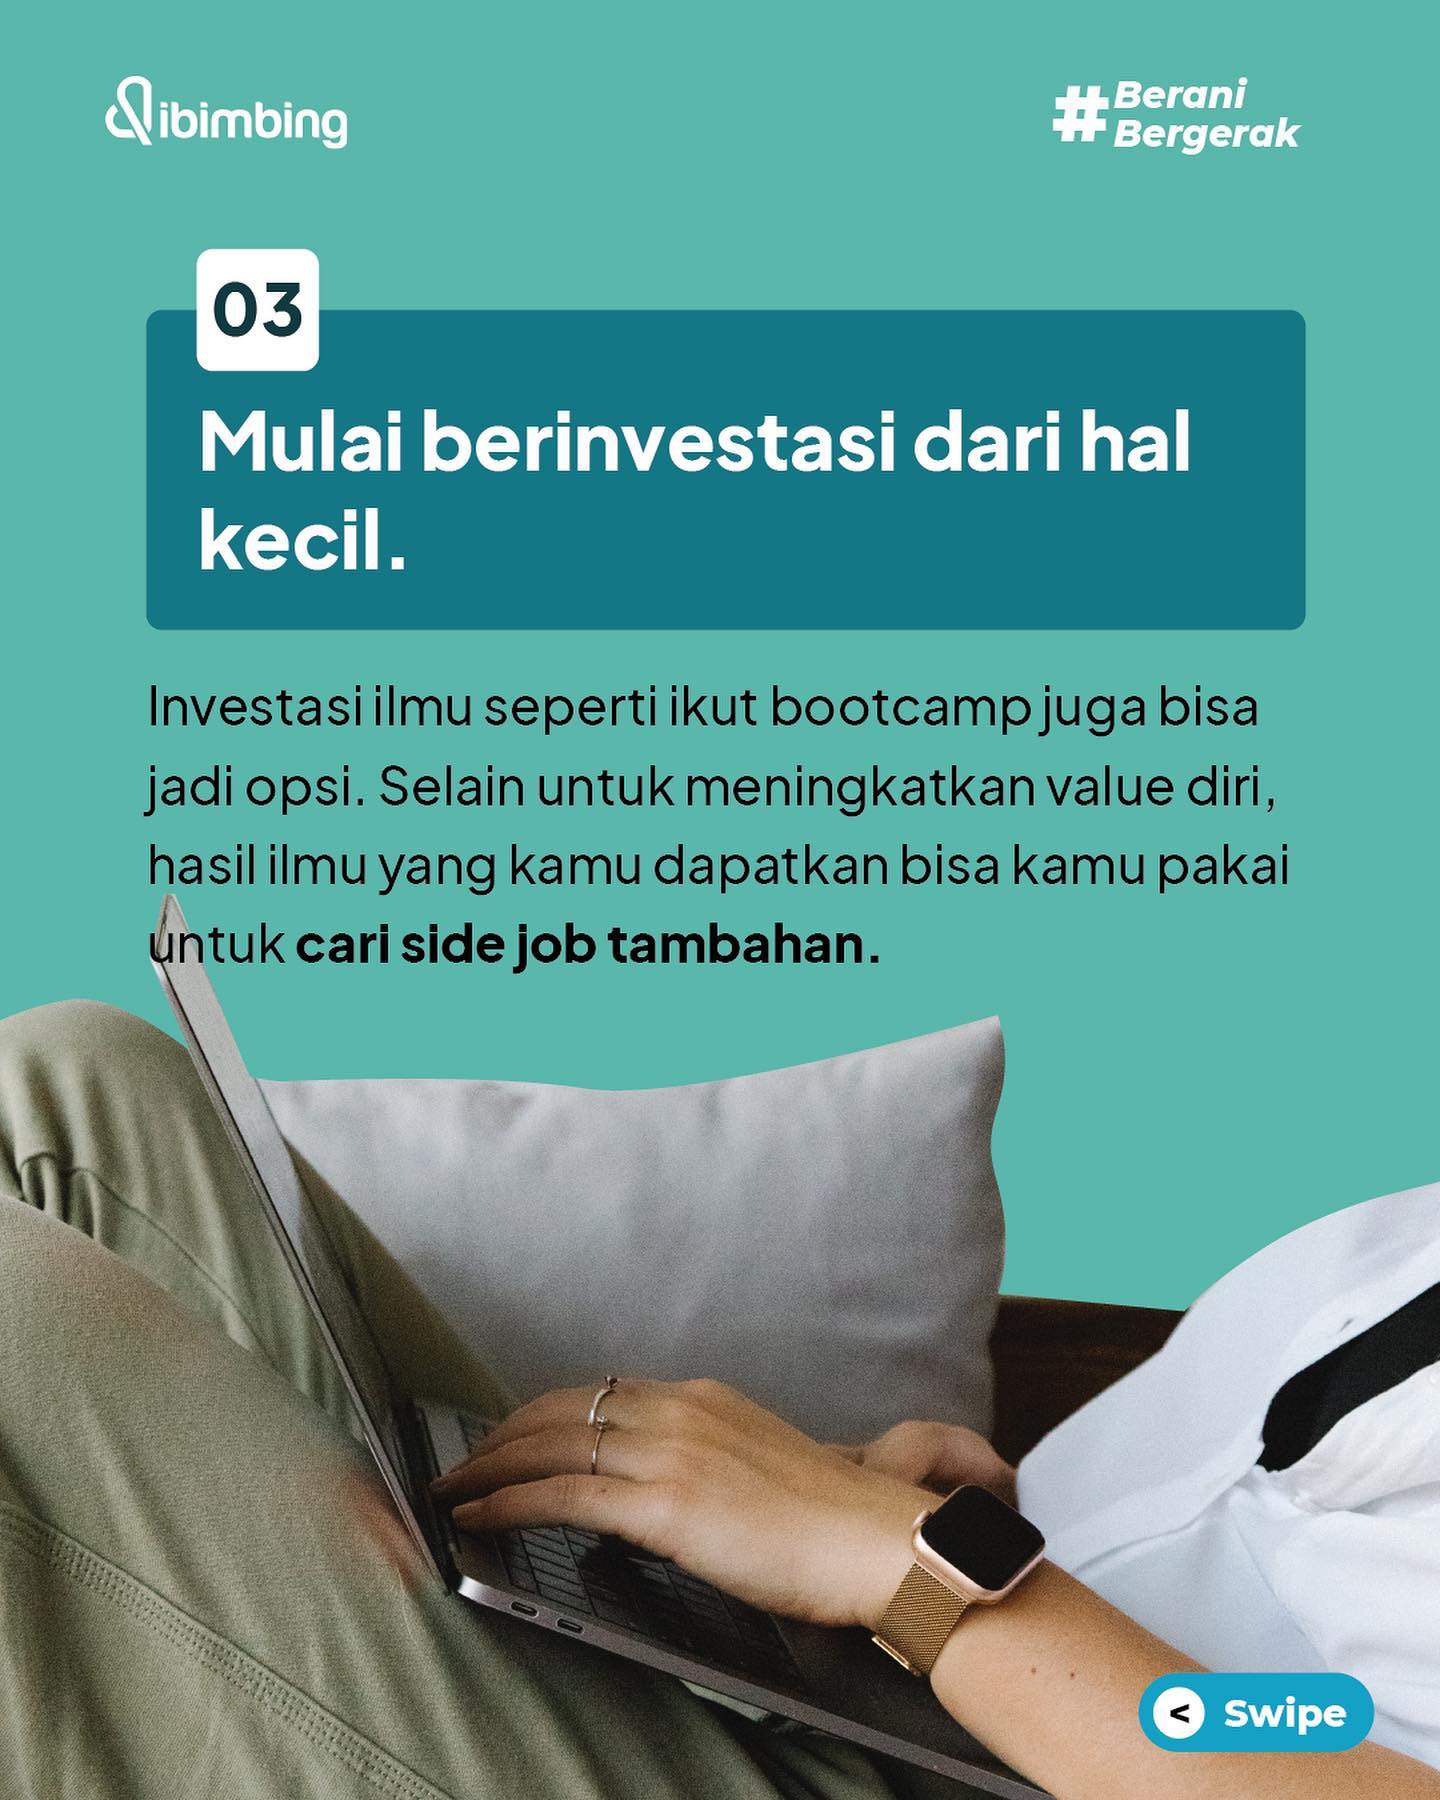 dibimbing
#Berani
Bergerak
03
Mulai berinvestasi dari hal
kecil.
Investasi ilmu seperti ikut bootcamp juga bisa
jadi opsi. Selain untuk meningkatkan value diri,
hasil ilmu yang kamu dapatkan bisa kamu pakai
untuk cari side job tambahan.
< Swipe